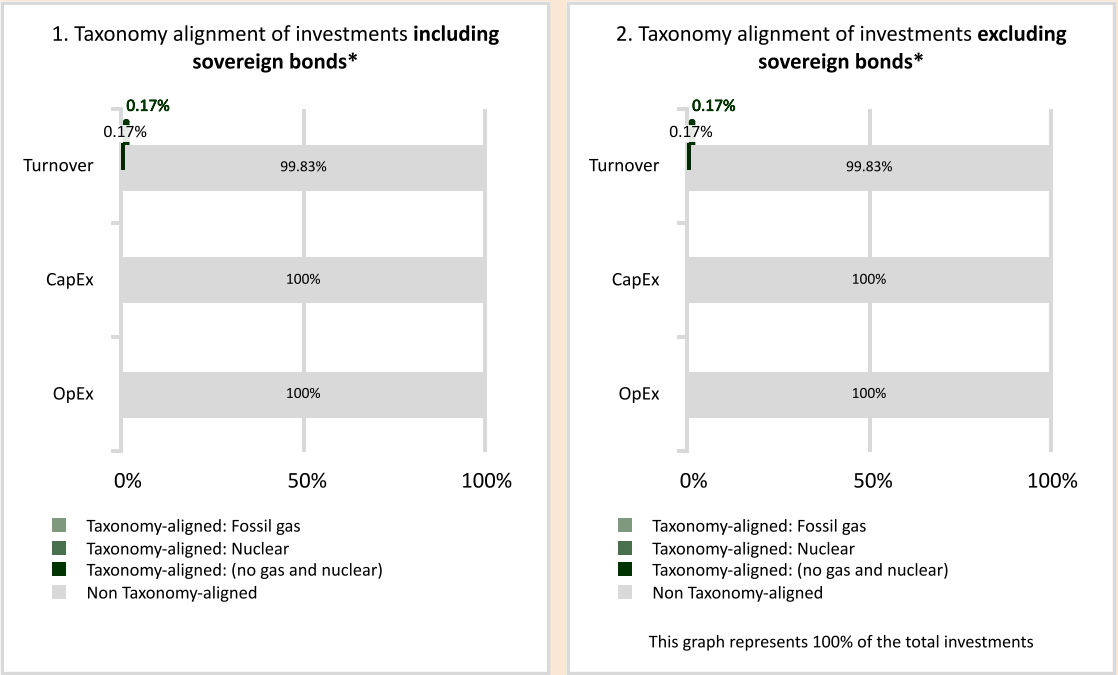 1. Taxonomy alignment of investments including
sovereign bonds*
0.17%
0.17%
Turnover
99.83%
CapEx
100%
OpEx
100%
0%
50%
100%
Taxonomy-aligned: Fossil gas
Taxonomy-aligned: Nuclear
Taxonomy-aligned: (no gas and nuclear)
Non Taxonomy-aligned
2. Taxonomy alignment of investments excluding
sovereign bonds*
0.17%
0.17%
Turnover
99.83%
CapEx
100%
OpEx
100%
0%
50%
100%
Taxonomy-aligned: Fossil gas
Taxonomy-aligned: Nuclear
Taxonomy-aligned: (no gas and nuclear)
Non Taxonomy-aligned
This graph represents 100% of the total investments